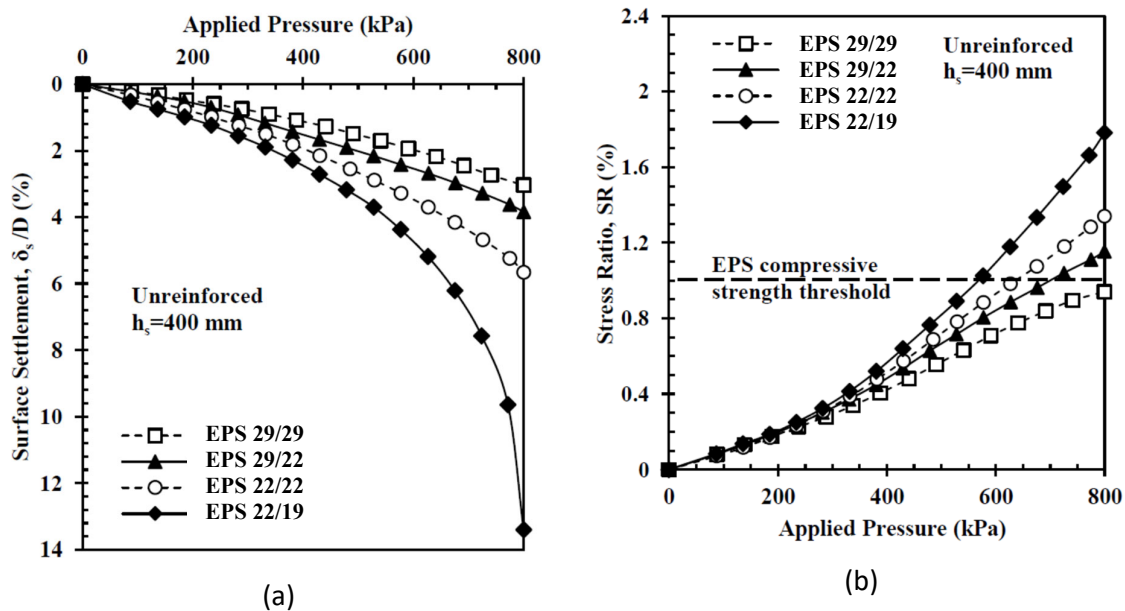 Applied Pressure (kPa)
0 200 400 600 800
0
2
4
6
8
10
12
14
Surface Settlement, δs /D (%)
Unreinforced
hs=400 mm
EPS 29/29
EPS 29/22
EPS 22/22
EPS 22/19
(a)
2.4
2
1.6
1.2
0.8
0.4
0
Stress Ratio, SR (%)
EPS 29/29
EPS 29/22
EPS 22/22
EPS 22/19
Unreinforced
hs=400 mm
EPS compressive
strength threshold
0 200 400 600 800
Applied Pressure (kPa)
(b)